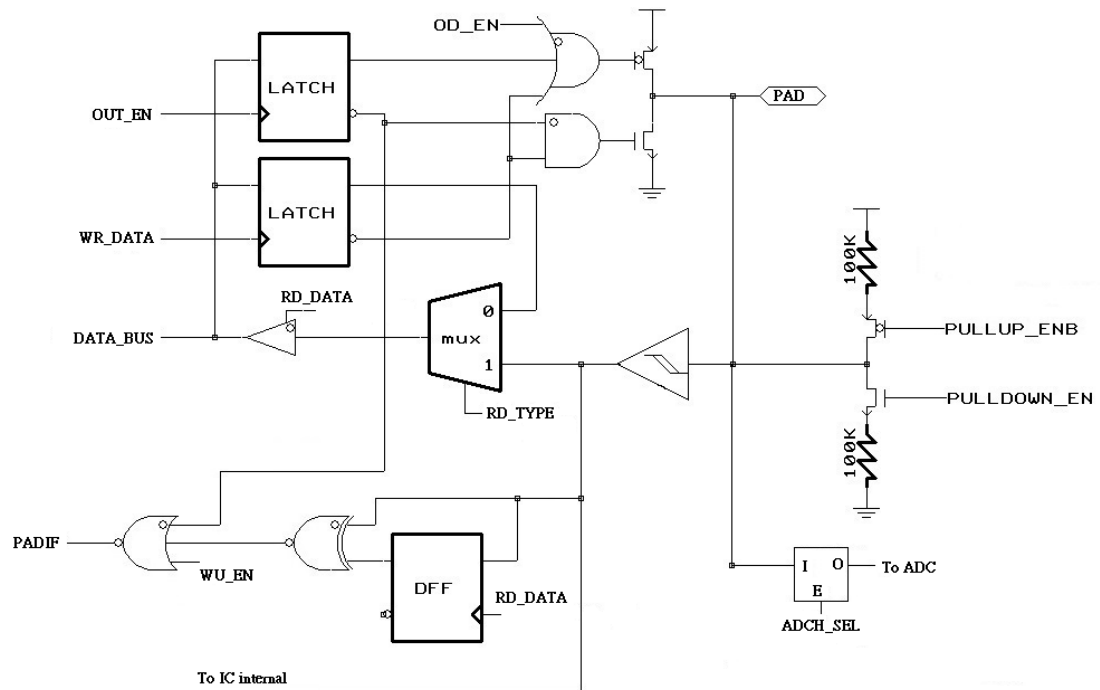 OD_EN
LATCH
PAD
OUT_EN
LATCH
WR_DATA
100K
RD_DATA
0
DATA_BUS
mux
PULLUP_ENB
1
PULLDOWN_EN
RD_TYPE
100K
PADIF
WU_EN
I O
E
To ADC
DFF
RD_DATA
ADCH_SEL
To IC internal